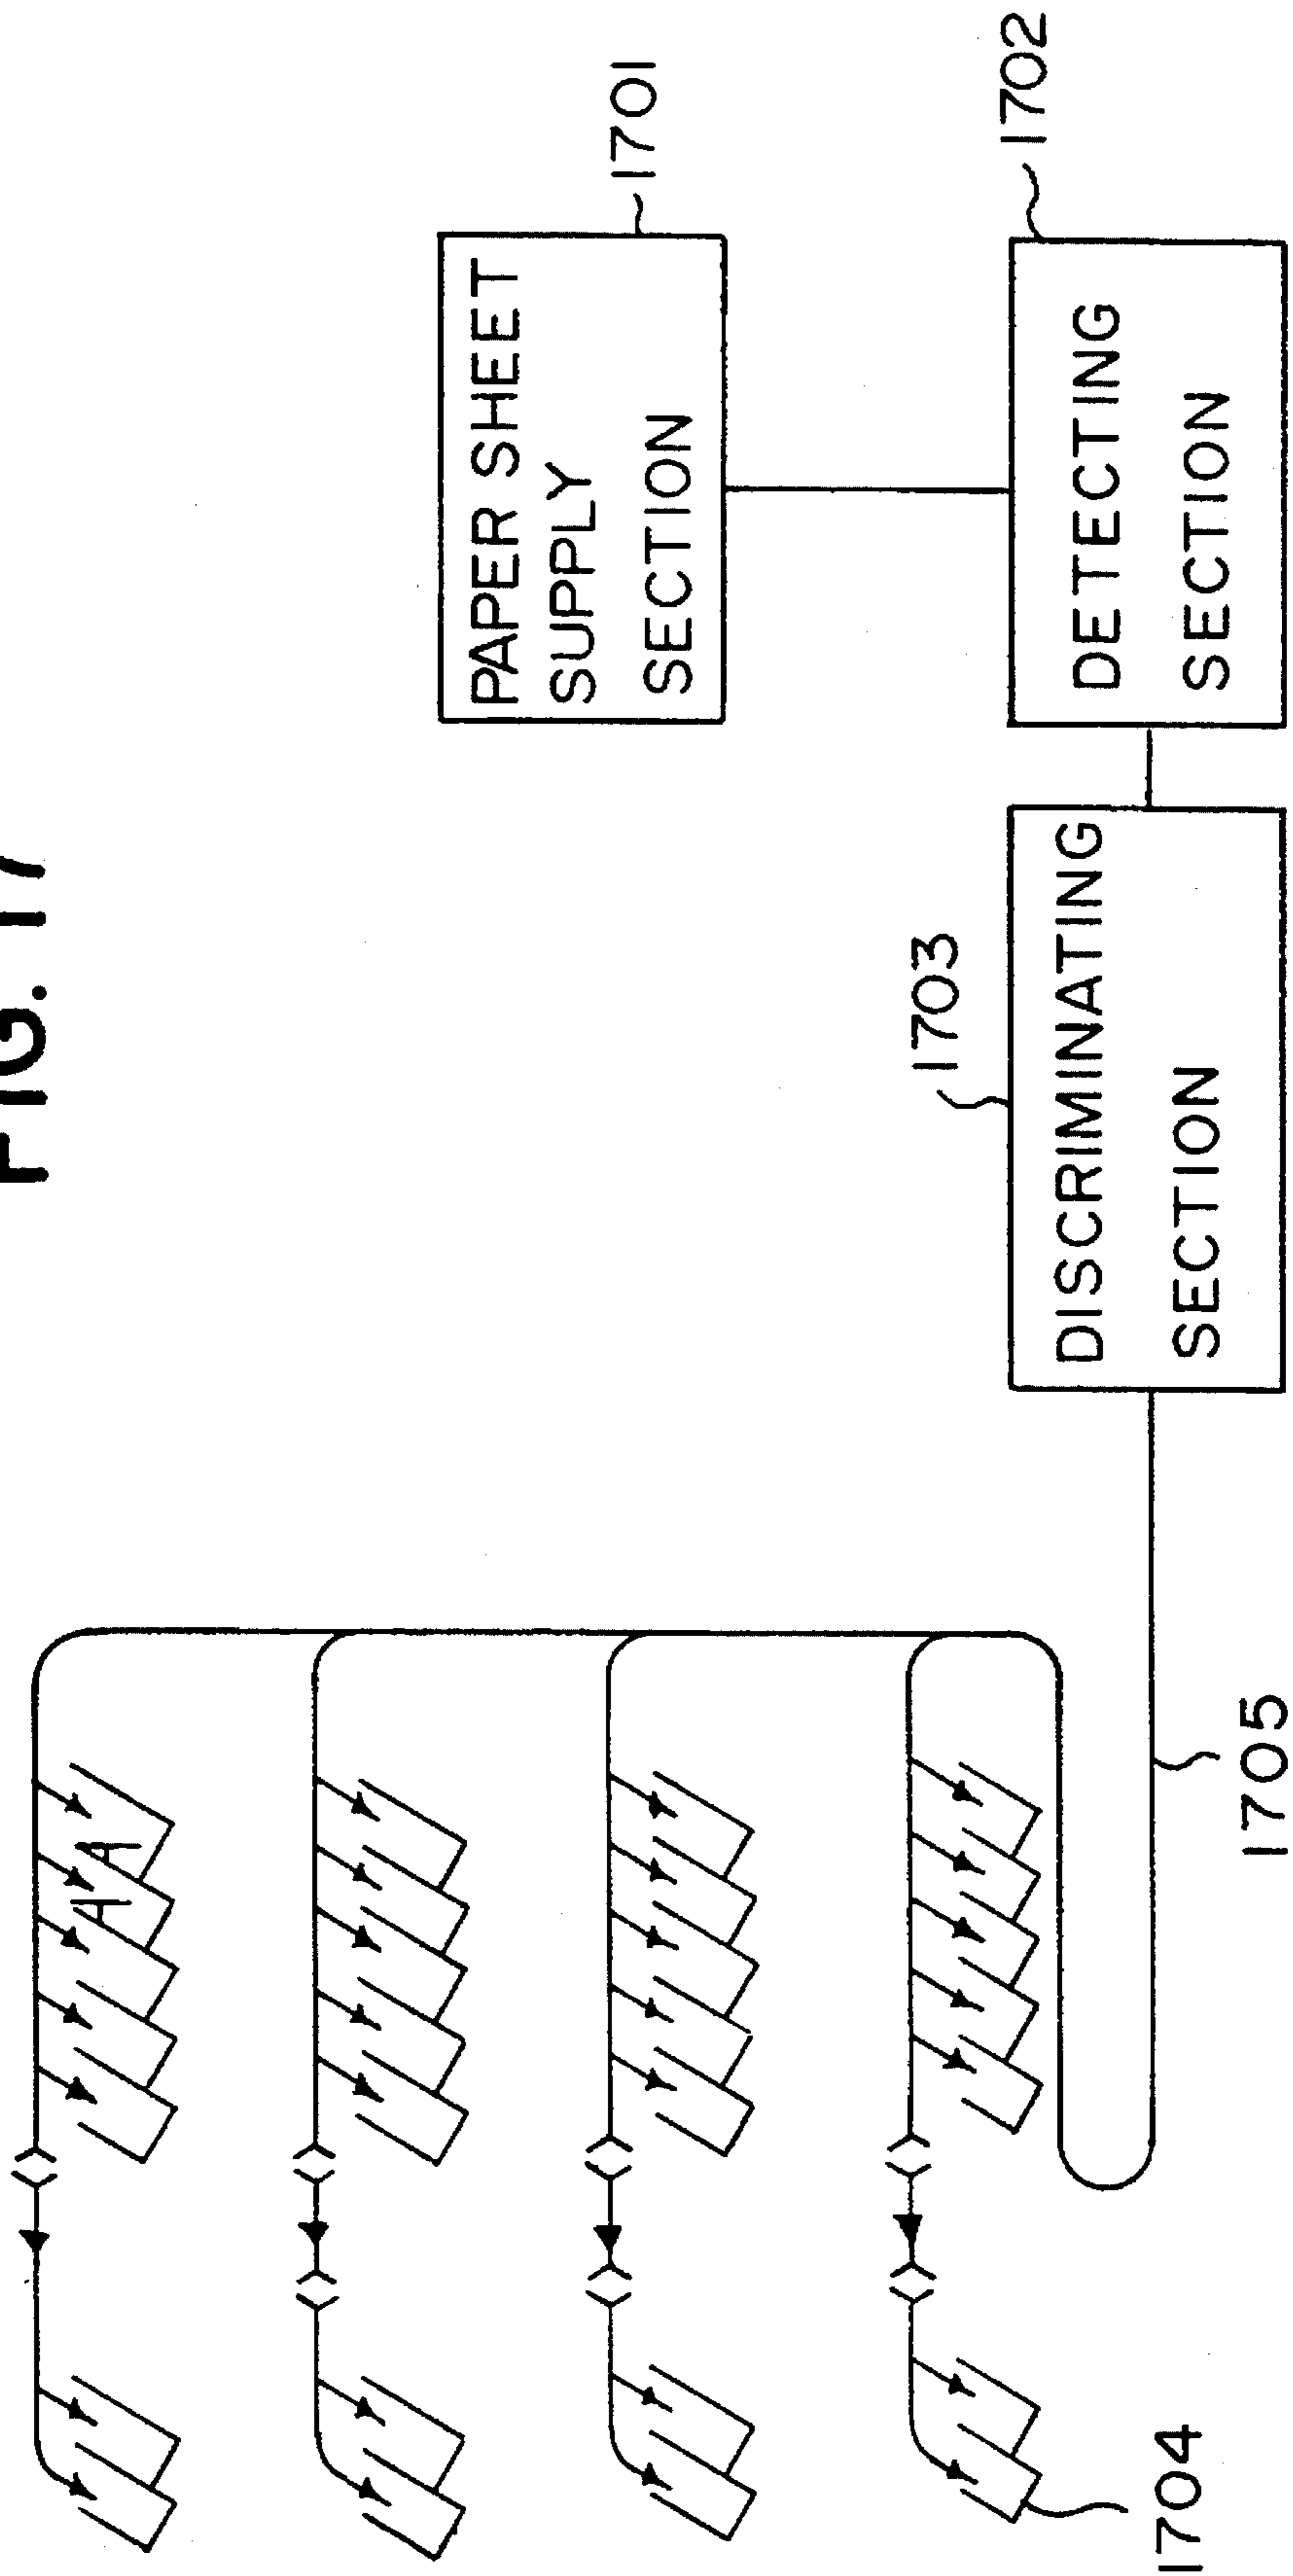 FIG. 17
PAPER SHEET
SUPPLY
SECTION
1701
DETECTING
SECTION
1702
DISCRIMINATING
SECTION
1703
1705
1704
A
A